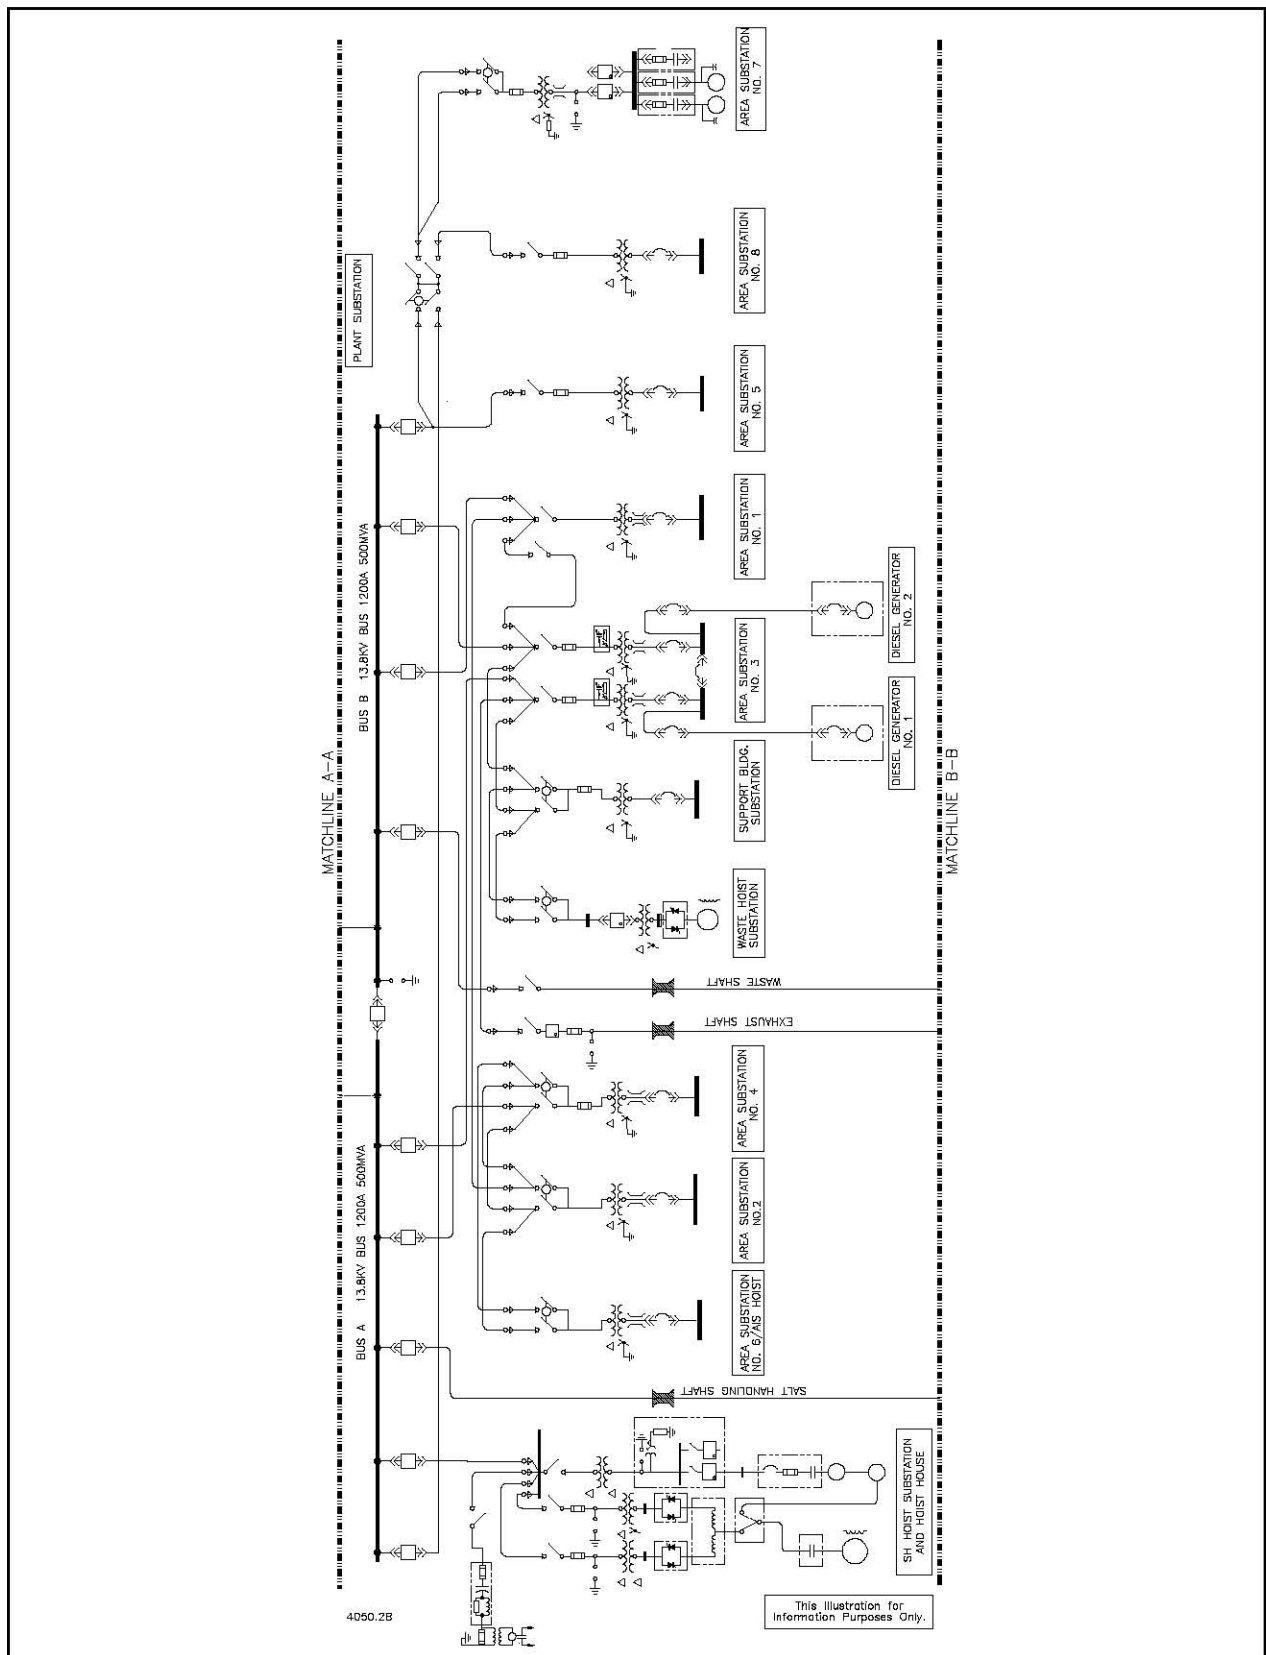 MATCHLINE A-A
PLANT SUBSTATION
BUS B 13.8KV BUS 1200A 500MVA
BUS A 13.8KV BUS 1200A 500MVA
AREA SUBSTATION
NO. 7
AREA SUBSTATION
NO. 8
AREA SUBSTATION
NO. 5
AREA SUBSTATION
NO. 1
AREA SUBSTATION
NO. 3
DIESEL GENERATOR
NO. 2
DIESEL GENERATOR
NO. 1
SUPPORT BLDG.
SUBSTATION
WASTE HOIST
SUBSTATION
WASTE SHAFT
EXHAUST SHAFT
AREA SUBSTATION
NO. 4
AREA SUBSTATION
NO.2
AREA SUBSTATION
NO. 6/AIS HOIST
SALT HANDLING SHAFT
SH HOIST SUBSTATION
AND HOIST HOUSE
MATCHLINE B-B
4050.2B
This Illustration for
Information Purposes Only.